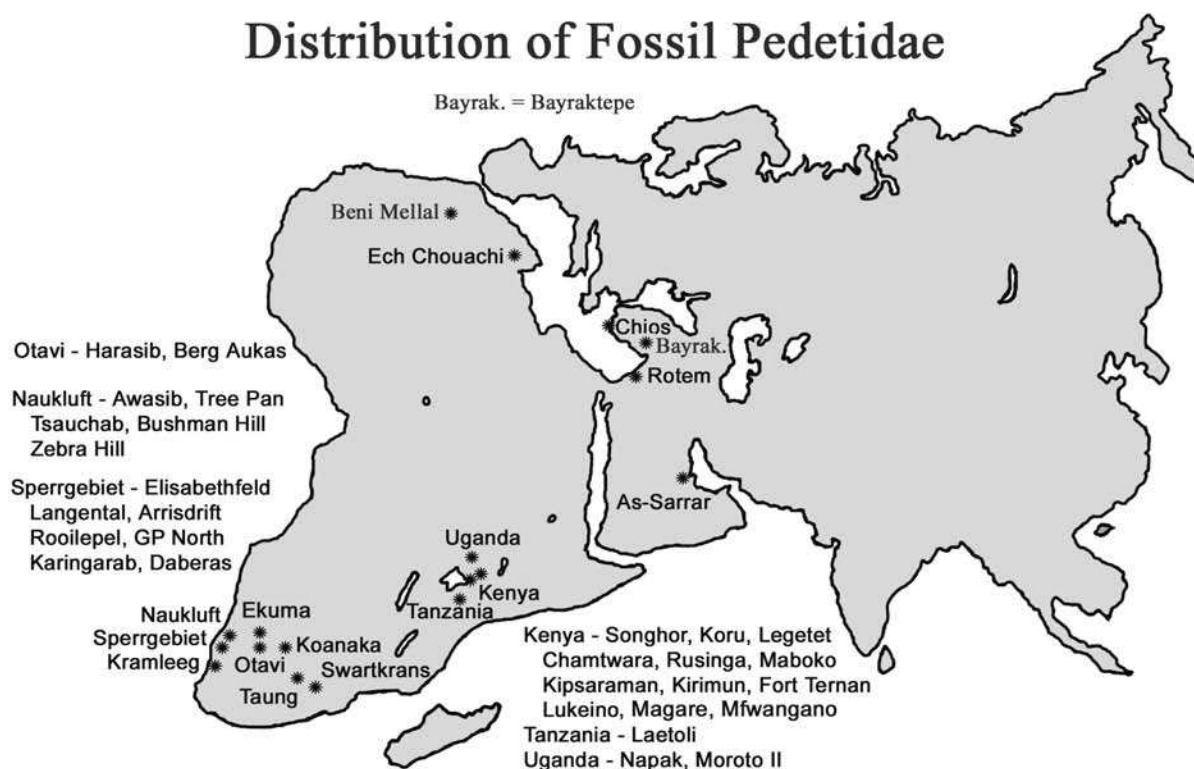 Distribution of Fossil Pedetidae
Bayrak. = Bayraktepe
Beni Mellal
Ech Chouachi
Chios
Bayrak.
Rotem
As-Sarrar
Otavi - Harasib, Berg Aukas
Naukluft - Awasib, Tree Pan
Tsauchab, Bushman Hill
Zebra Hill
Sperrgebiet - Elisabethfeld
Langental, Arrisdrift
Rooilepel, GP North
Karingarab, Daberas
Uganda
Kenya
Tanzania
Naukluft
Sperrgebiet
Kramleeg
Ekuma
Otavi
Koanaka
Swartkrans
Taung
Kenya - Songhor, Koru, Legetet
Chamtwara, Rusinga, Maboko
Kipsaraman, Kirimun, Fort Ternan
Lukeino, Magare, Mfwangano
Tanzania - Laetoli
Uganda - Napak, Moroto II